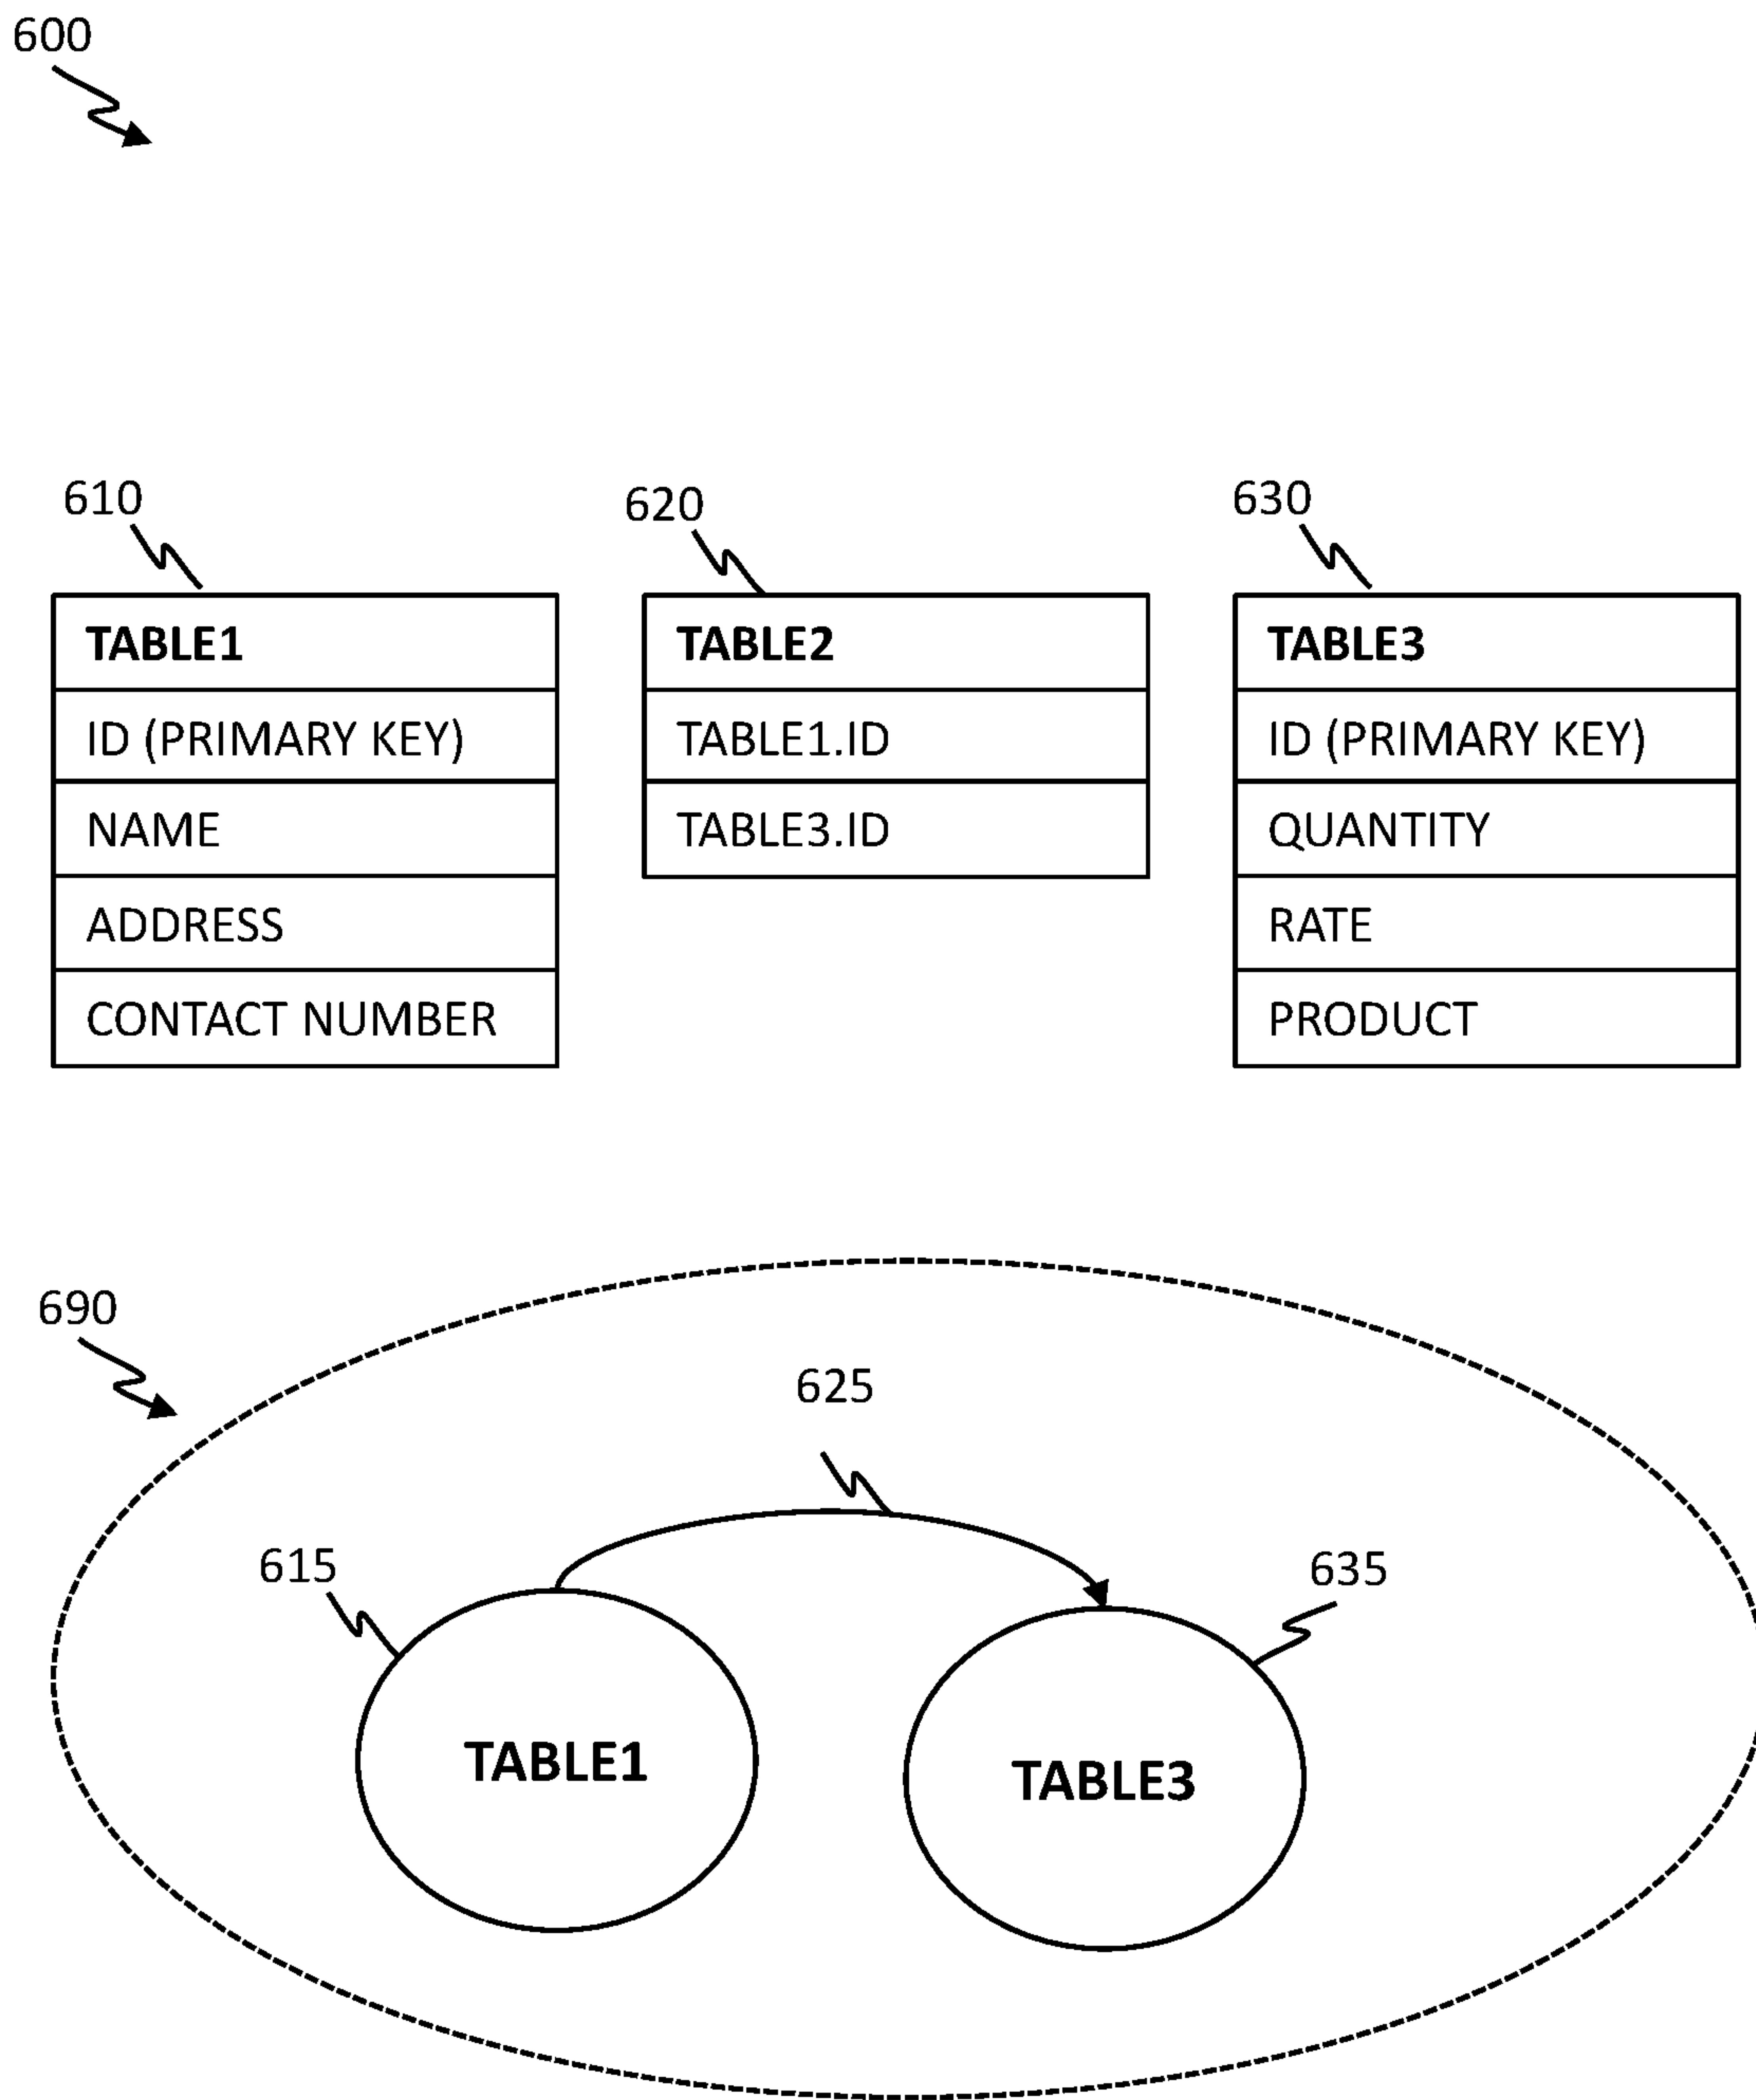 600
610
620
630
TABLE1
ID (PRIMARY KEY)
NAME
ADDRESS
CONTACT NUMBER
TABLE2
TABLE1.ID
TABLE3.ID
TABLE3
ID (PRIMARY KEY)
QUANTITY
RATE
PRODUCT
690
625
615
635
TABLE1
TABLE3